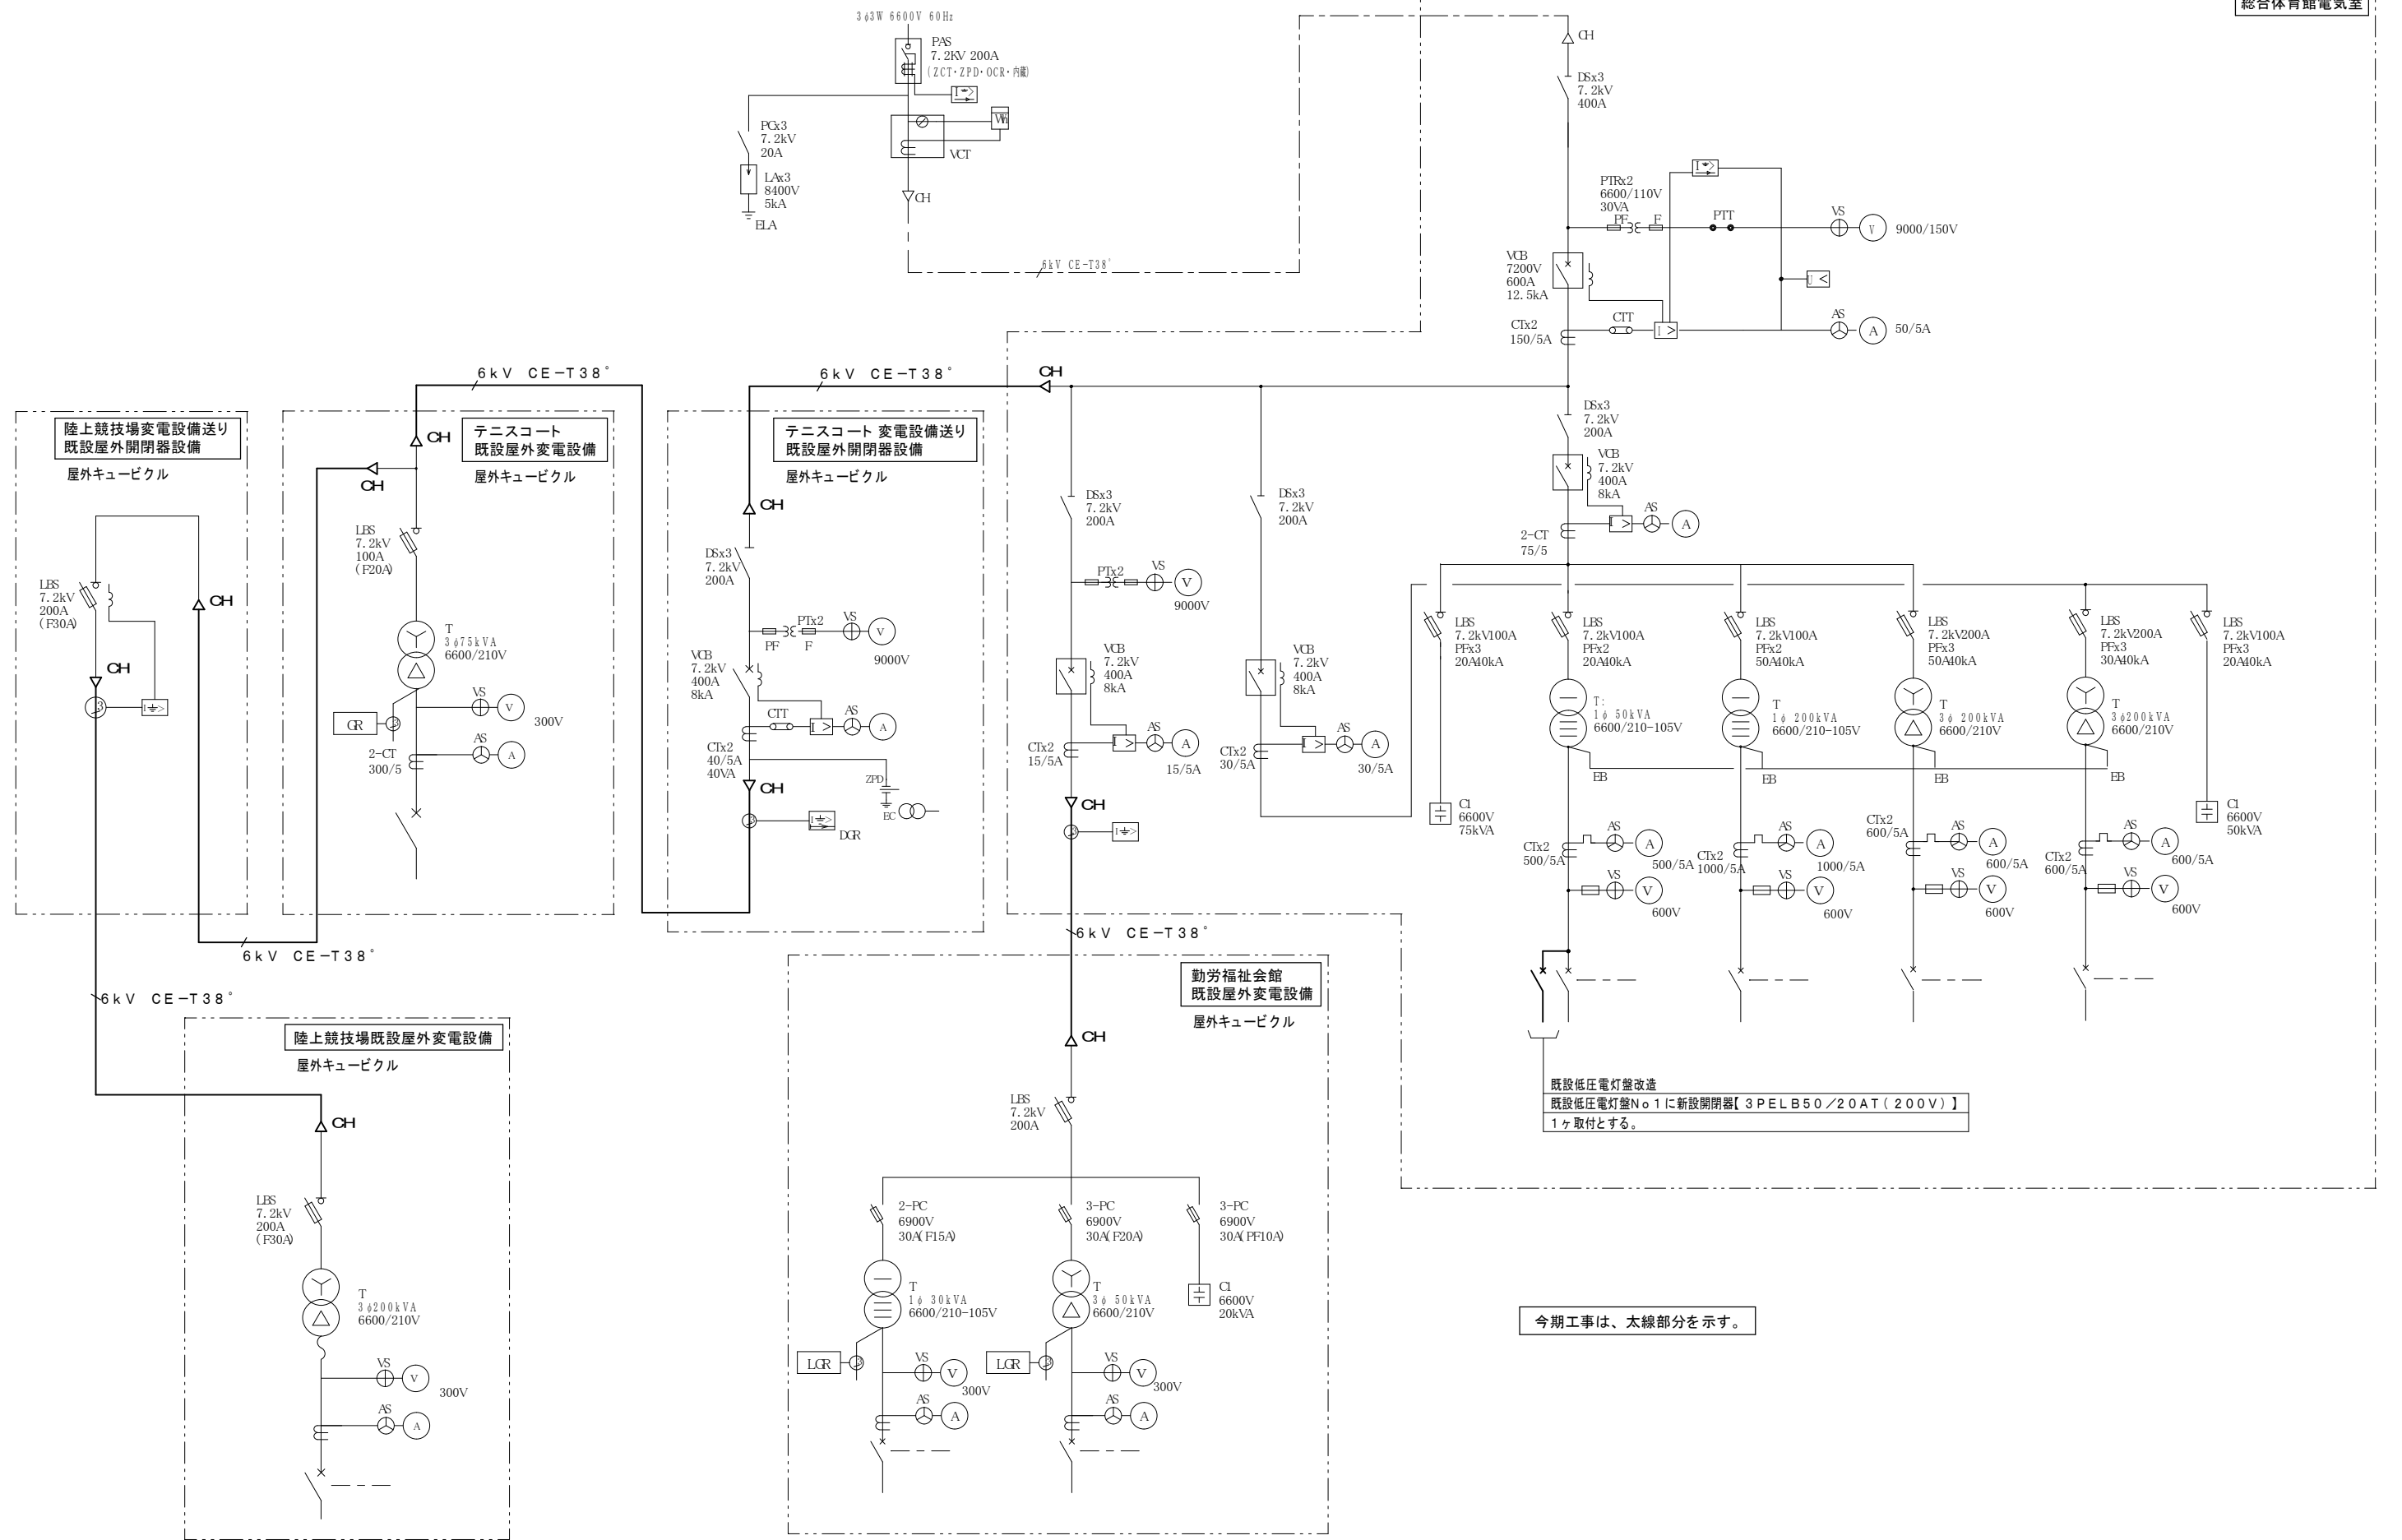 総合体育館電気室
3φ3W 6600V 60Hz
PAS
7.2KV 200A
(ZCT・ZPD・OCR・内蔵)
I >
PCx3
7.2kV
20A
LAx3
8400V
5kA
ELA
Wh
VCT
CH
6kV CE-T38°
CH
DSx3
7.2kV
400A
I >
PTRx2
6600/110V
30VA
PF
F
PTT
VS
V
9000/150V
VCB
7200V
600A
12.5kA
U <
CTx2
150/5A
CTT
I >
AS
A
50/5A
DSx3
7.2kV
200A
VCB
7.2kV
400A
8kA
2-CT
75/5
I >
AS
A
6kV CE-T38°
CH
6kV CE-T38°
陸上競技場変電設備送り
既設屋外開閉器設備
屋外キュービクル
LBS
7.2kV
200A
(F30A)
CH
CH
3
I >
6kV CE-T38°
6kV CE-T38°
テニスコート
既設屋外変電設備
屋外キュービクル
CH
CH
LBS
7.2kV
100A
(F20A)
T
3φ75kVA
6600/210V
GR
3
VS
V
300V
2-CT
300/5
AS
A
テニスコート 変電設備送り
既設屋外開閉器設備
屋外キュービクル
CH
DSx3
7.2kV
200A
PTx2
PF
F
VS
V
9000V
VCB
7.2kV
400A
8kA
CTT
I >
AS
A
CTx2
40/5A
40VA
ZPD
EC
CH
3
I >
DGR
DSx3
7.2kV
200A
PTx2
VS
V
9000V
VCB
7.2kV
400A
8kA
CTx2
15/5A
I >
AS
A
15/5A
CH
3
I >
6kV CE-T38°
DSx3
7.2kV
200A
VCB
7.2kV
400A
8kA
CTx2
30/5A
I >
AS
A
30/5A
LBS
7.2kV100A
PFx3
20A40kA
C1
6600V
75kVA
LBS
7.2kV100A
PFx2
20A40kA
T:
1φ 50kVA
6600/210-105V
EB
CTx2
500/5A
AS
A
500/5A
VS
V
600V
LBS
7.2kV100A
PFx2
50A40kA
T
1φ 200kVA
6600/210-105V
EB
CTx2
1000/5A
AS
A
1000/5A
VS
V
600V
LBS
7.2kV200A
PFx3
50A40kA
T
3φ 200kVA
6600/210V
EB
CTx2
600/5A
AS
A
600/5A
VS
V
600V
LBS
7.2kV200A
PFx3
30A40kA
T
3φ200kVA
6600/210V
EB
CTx2
600/5A
AS
A
600/5A
VS
V
600V
LBS
7.2kV100A
PFx3
20A40kA
C1
6600V
50kVA
既設低圧電灯盤改造
既設低圧電灯盤No1に新設開閉器【3PELB50/20AT(200V)】
1ヶ取付とする。
陸上競技場既設屋外変電設備
屋外キュービクル
CH
LBS
7.2kV
200A
(F30A)
T
3φ200kVA
6600/210V
VS
V
300V
AS
A
勤労福祉会館
既設屋外変電設備
屋外キュービクル
CH
LBS
7.2kV
200A
2-PC
6900V
30A(F15A)
3-PC
6900V
30A(F20A)
3-PC
6900V
30A(PF10A)
T
1φ 30kVA
6600/210-105V
T
3φ 50kVA
6600/210V
C1
6600V
20kVA
LGR
3
VS
V
300V
AS
A
LGR
3
VS
V
300V
AS
A
今期工事は、太線部分を示す。